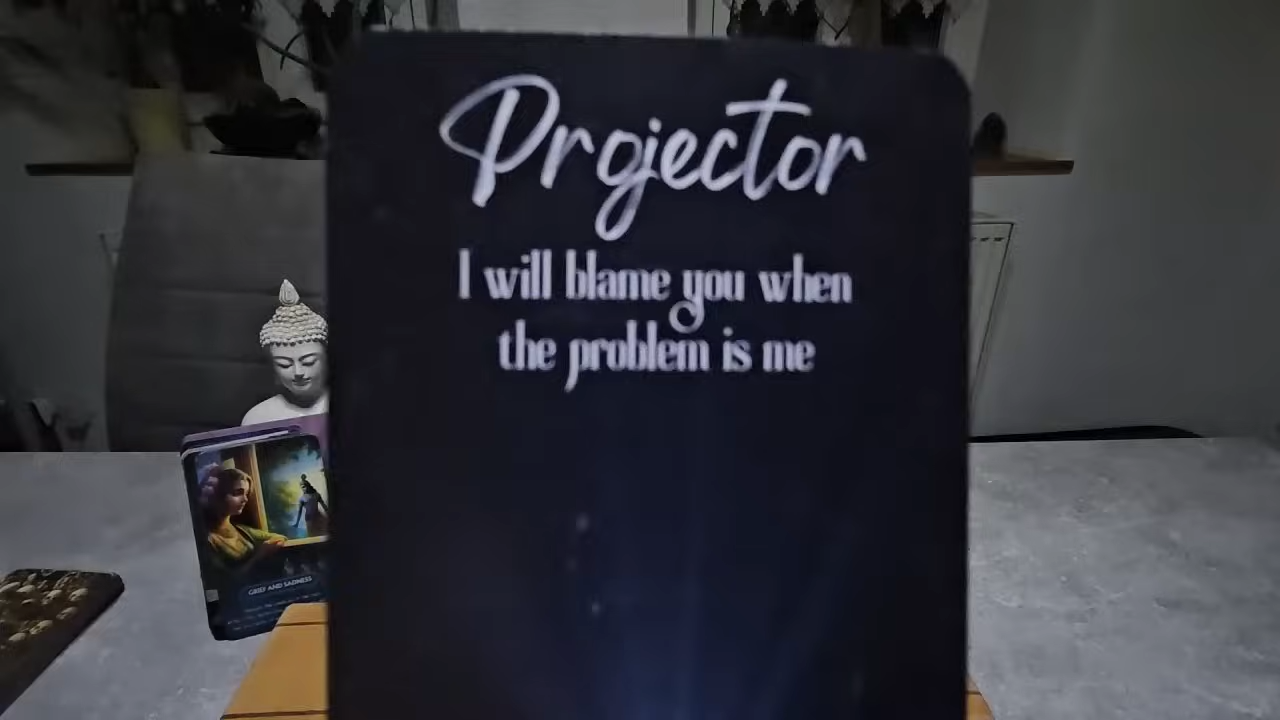 Projector
I will blame you when
the problem is me
GRIEF AND SADNESS